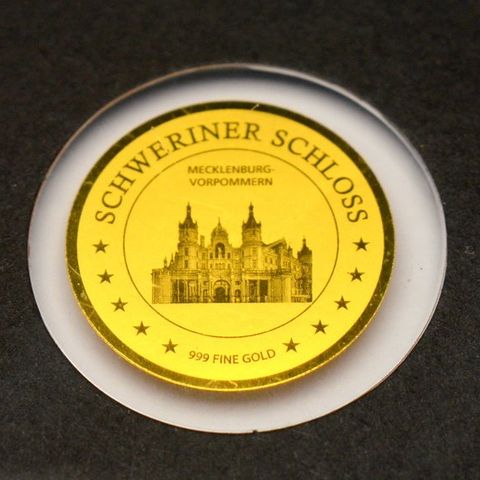 SCHWERINER SCHLOSS
MECKLENBURG-
VORPOMMERN
999 FINE GOLD